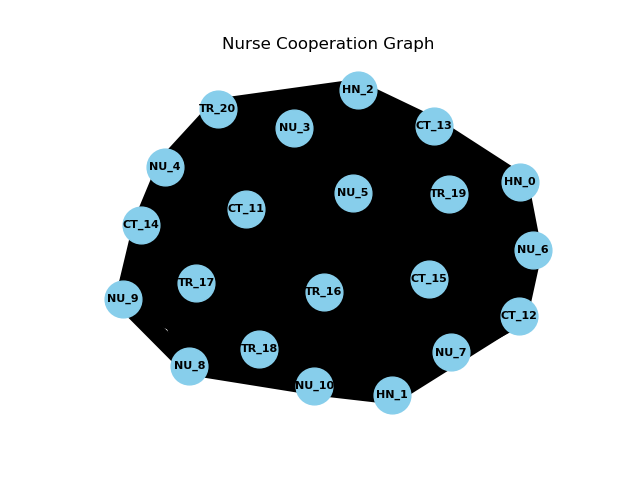 Nurse Cooperation Graph
HN_2
TR_20
CT_13
NU_3
NU_4
HN_0
NU_5
TR_19
CT_11
CT_14
NU_6
CT_15
TR_17
TR_16
NU_9
CT_12
TR_18
NU_7
NU_8
NU_10
HN_1